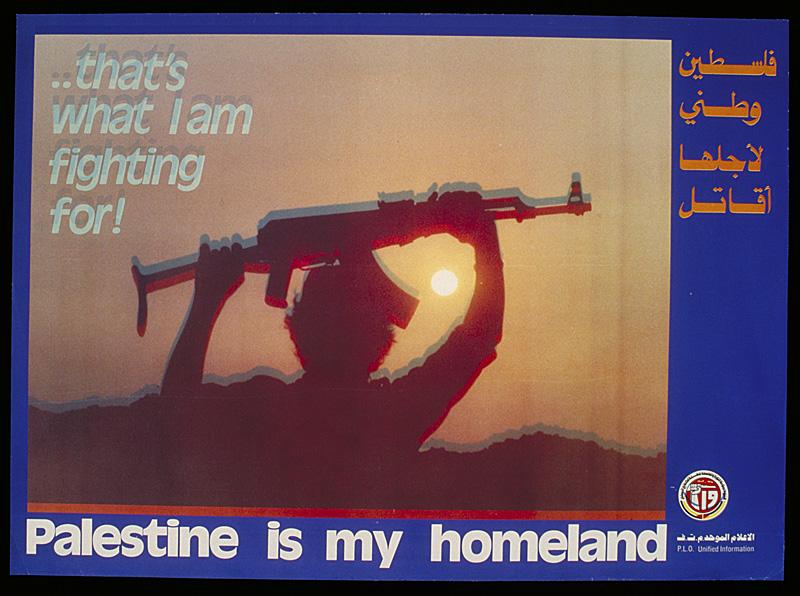 ..that's
what I am
fighting
for!
فلسطين
وطني
لأجلها
أقاتل
Palestine is my homeland
الاعلام الموحد م.ت.ف
P.L.O. Unified Information